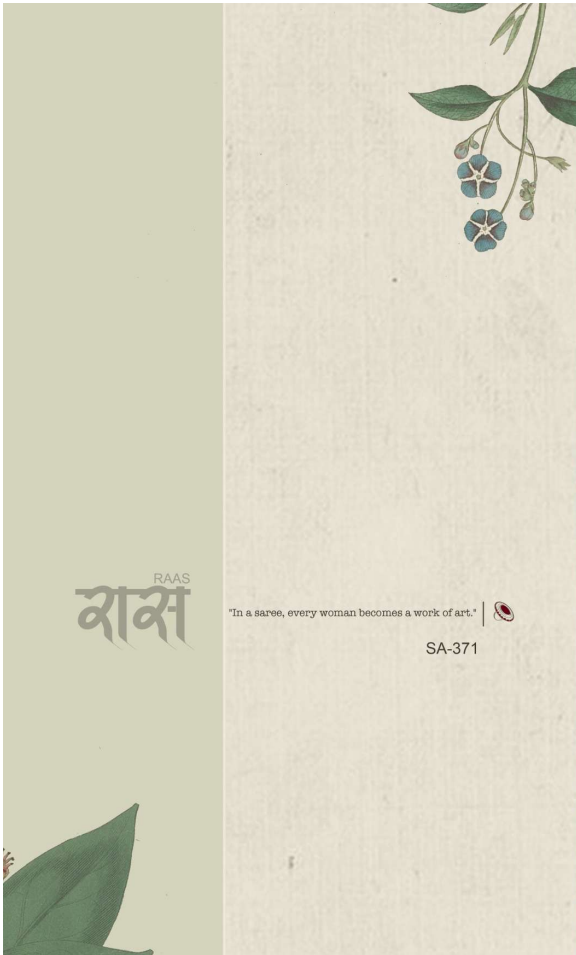 RAAS
रास
"In a saree, every woman becomes a work of art."
SA-371